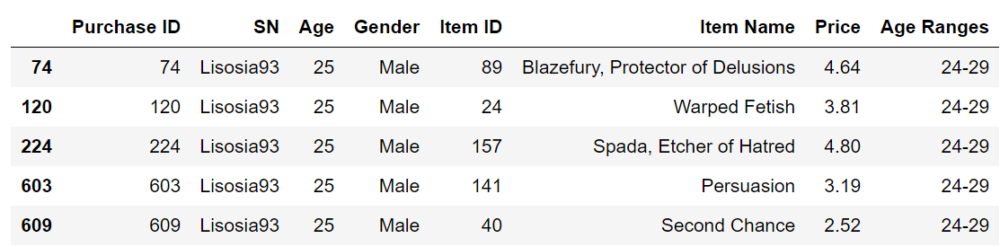 Purchase ID SN Age Gender Item ID Item Name Price Age Ranges
74 74 Lisosia93 25 Male 89 Blazefury, Protector of Delusions 4.64 24-29
120 120 Lisosia93 25 Male 24 Warped Fetish 3.81 24-29
224 224 Lisosia93 25 Male 157 Spada, Etcher of Hatred 4.80 24-29
603 603 Lisosia93 25 Male 141 Persuasion 3.19 24-29
609 609 Lisosia93 25 Male 40 Second Chance 2.52 24-29